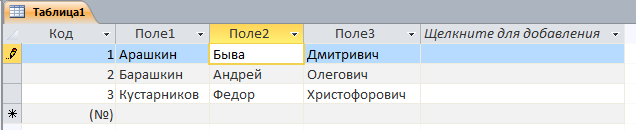 Таблица1
Код Поле1 Поле2 Поле3 Щелкните для добавления
1 Арашкин Быва Дмитривич
2 Барашкин Андрей Олегович
3 Кустарников Федор Христофорович
(№)